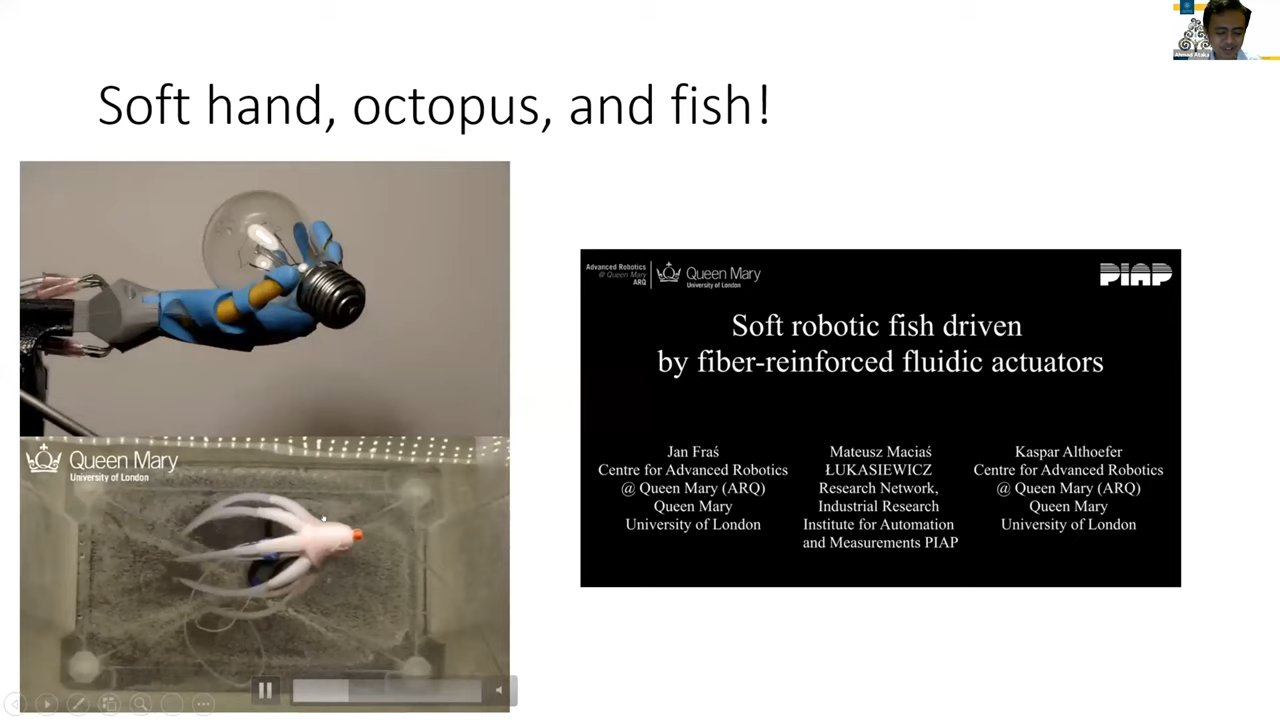 Ahmad Ataka
Soft hand, octopus, and fish!
Queen Mary
University of London
Advanced Robotics
@ Queen Mary
ARQ
Queen Mary
University of London
PIAP
Soft robotic fish driven
by fiber-reinforced fluidic actuators
Jan Fraś
Centre for Advanced Robotics
@ Queen Mary (ARQ)
Queen Mary
University of London
Mateusz Maciaś
ŁUKASIEWICZ
Research Network,
Industrial Research
Institute for Automation
and Measurements PIAP
Kaspar Althoefer
Centre for Advanced Robotics
@ Queen Mary (ARQ)
Queen Mary
University of London